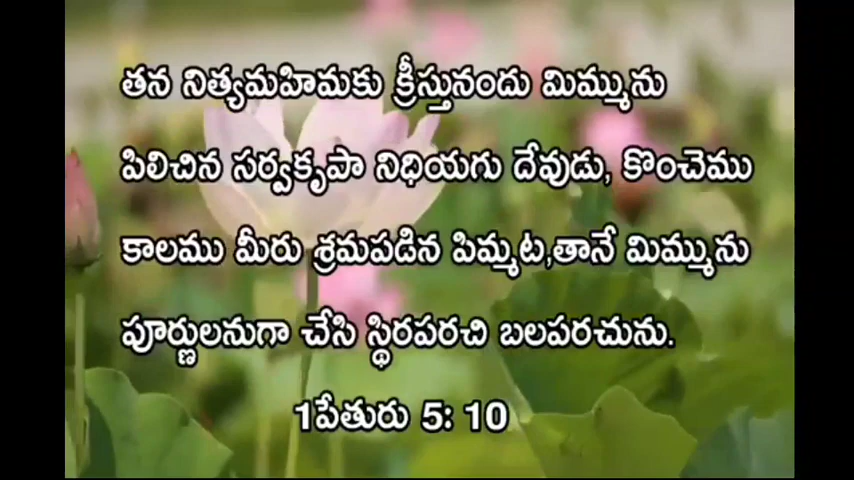 తన నిత్యమహిమకు క్రీస్తునందు మిమ్మును
పిలిచిన సర్వకృపా నిధియగు దేవుడు, కొంచెము
కాలము మీరు శ్రమపడిన పిమ్మట,తానే మిమ్మును
పూర్ణులనుగా చేసి స్థిరపరచి బలపరచును.
1పేతురు 5: 10